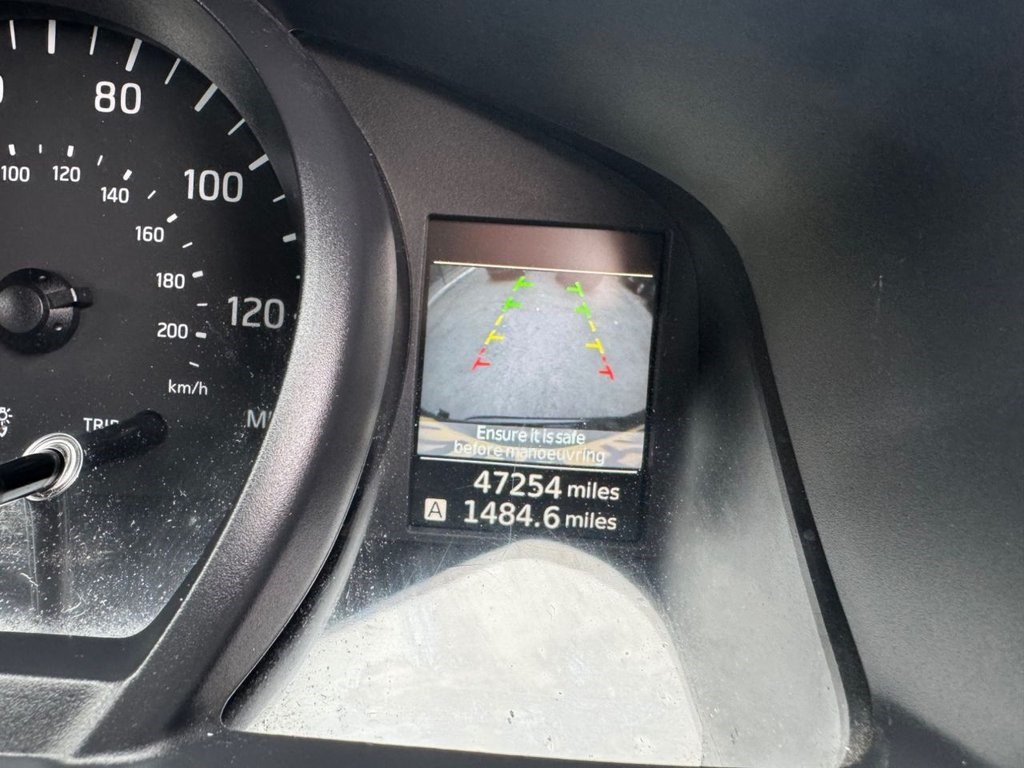 80
100
120
100
120
140
160
180
200
km/h
Ensure it is safe
before manoeuvring
47254 miles
A 1484.6 miles